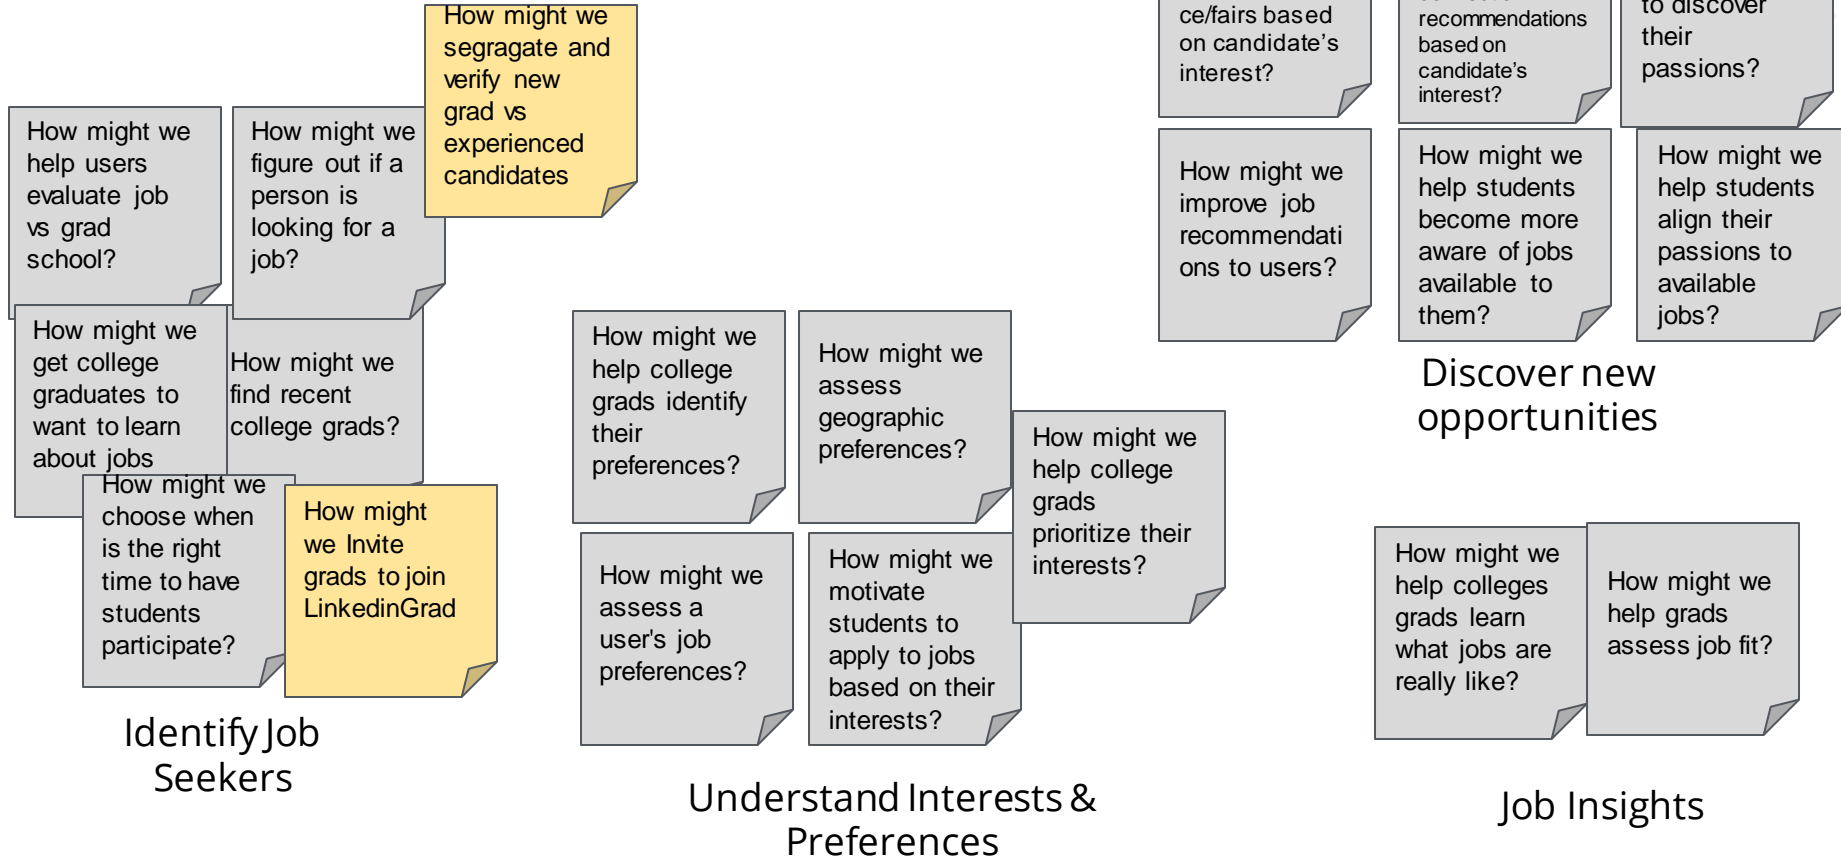 How might we
segragate and
verify new
grad vs
experienced
candidates
How might we
help users
evaluate job
vs grad
school?
How might we
figure out if a
person is
looking for a
job?
How might we
get college
graduates to
want to learn
about jobs
How might we
find recent
college grads?
How might we
choose when
is the right
time to have
students
participate?
How might
we Invite
grads to join
LinkedinGrad
Identify Job
Seekers
How might we
help college
grads identify
their
preferences?
How might we
assess
geographic
preferences?
How might we
help college
grads
prioritize their
interests?
How might we
assess a
user's job
preferences?
How might we
motivate
students to
apply to jobs
based on their
interests?
Understand Interests &
Preferences
ce/fairs based
on candidate’s
interest?
recommendations
based on
candidate’s
interest?
to discover
their
passions?
How might we
improve job
recommendati
ons to users?
How might we
help students
become more
aware of jobs
available to
them?
How might we
help students
align their
passions to
available
jobs?
Discover new
opportunities
How might we
help colleges
grads learn
what jobs are
really like?
How might we
help grads
assess job fit?
Job Insights